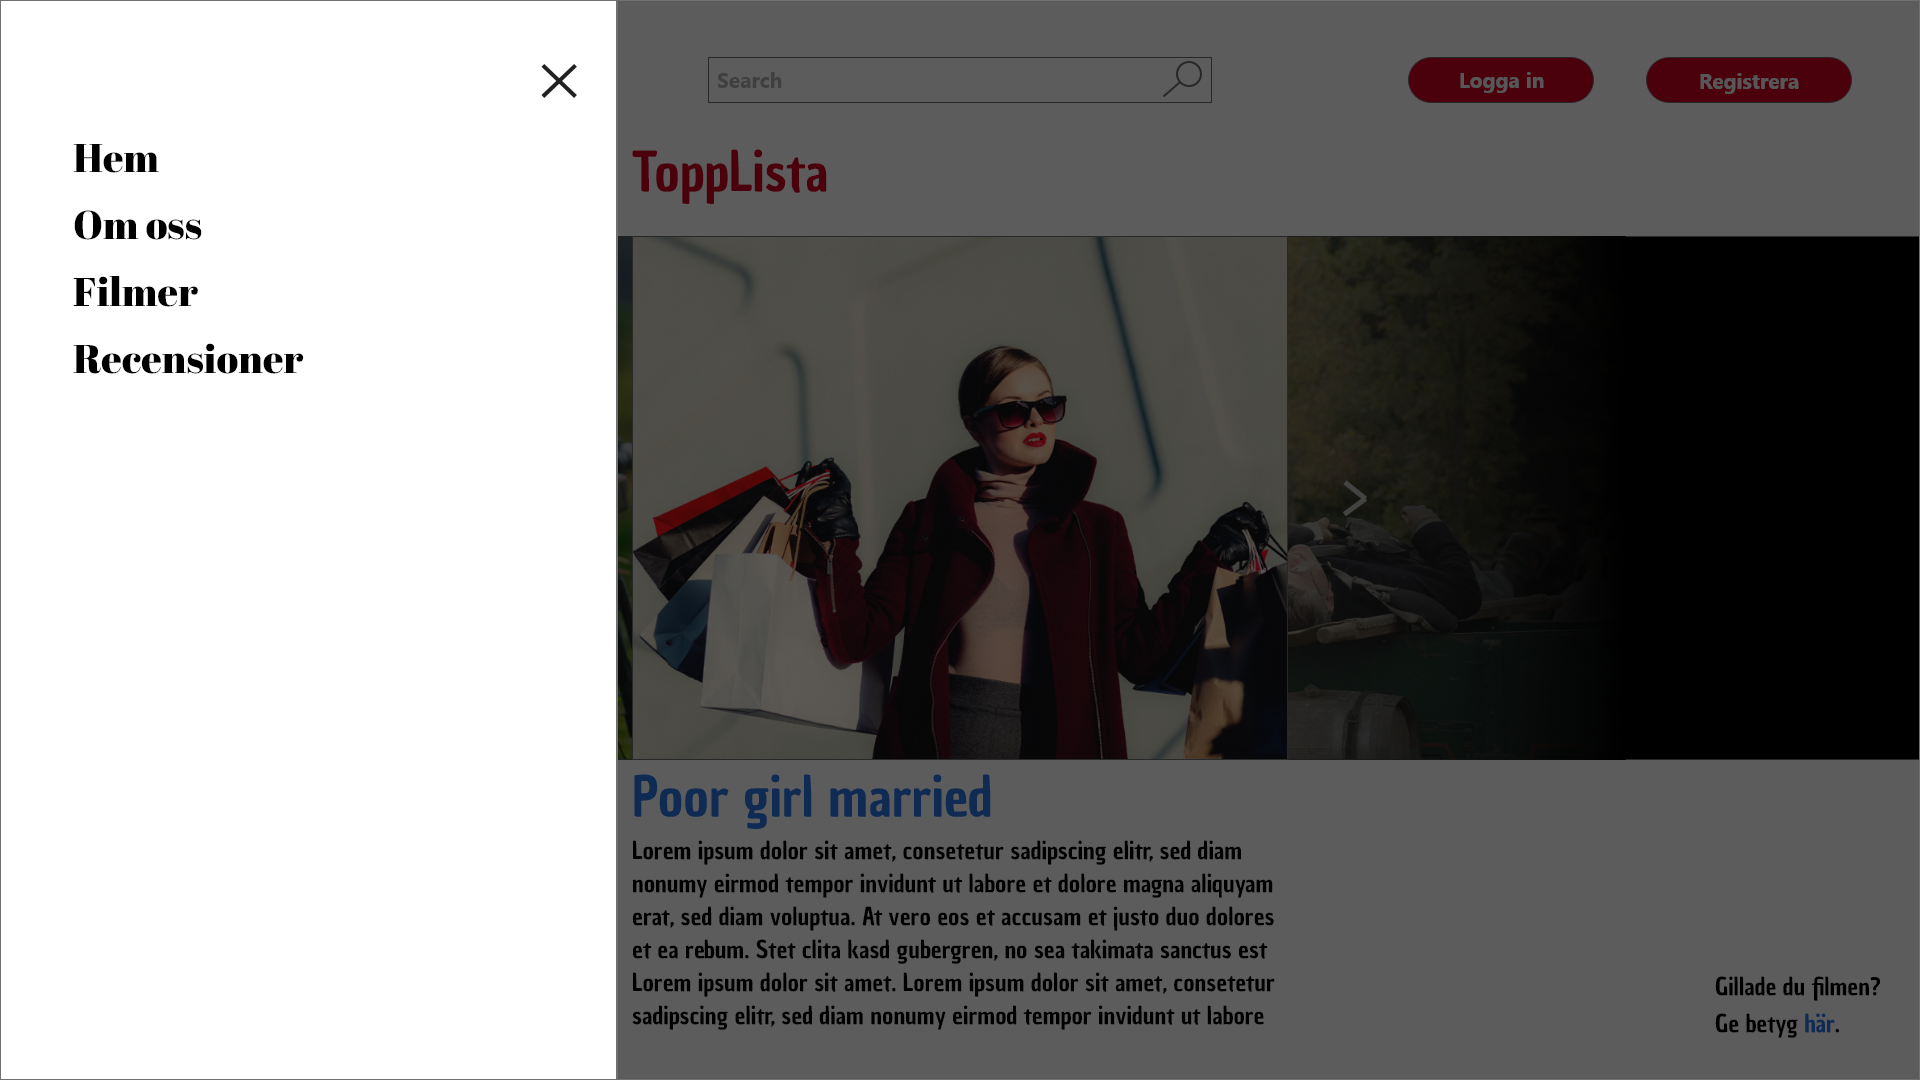 Hem
Om oss
Filmer
Recensioner
Search
Logga in
Registrera
ToppLista
Poor girl married
Lorem ipsum dolor sit amet, consetetur sadipscing elitr, sed diam
nonumy eirmod tempor invidunt ut labore et dolore magna aliquyam
erat, sed diam voluptua. At vero eos et accusam et justo duo dolores
et ea rebum. Stet clita kasd gubergren, no sea takimata sanctus est
Lorem ipsum dolor sit amet. Lorem ipsum dolor sit amet, consetetur
sadipscing elitr, sed diam nonumy eirmod tempor invidunt ut labore
Gillade du filmen?
Ge betyg här.